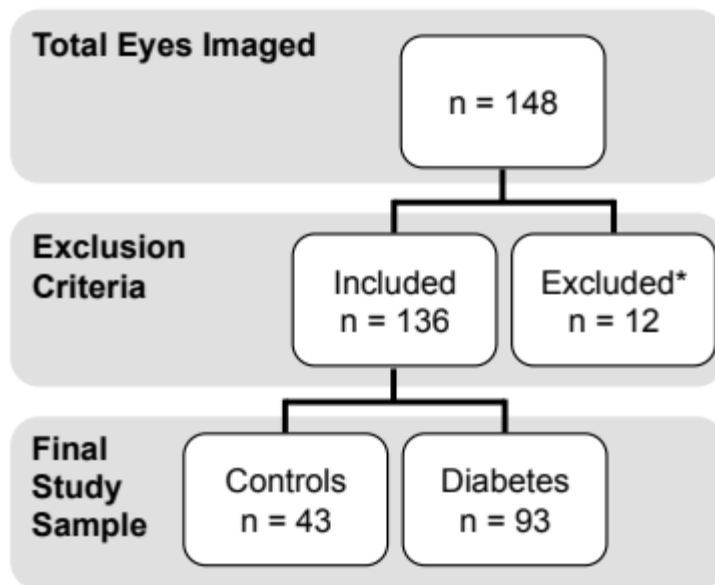 Total Eyes Imaged
n = 148
Exclusion
Criteria
Included
n = 136
Excluded*
n = 12
Final
Study
Sample
Controls
n = 43
Diabetes
n = 93